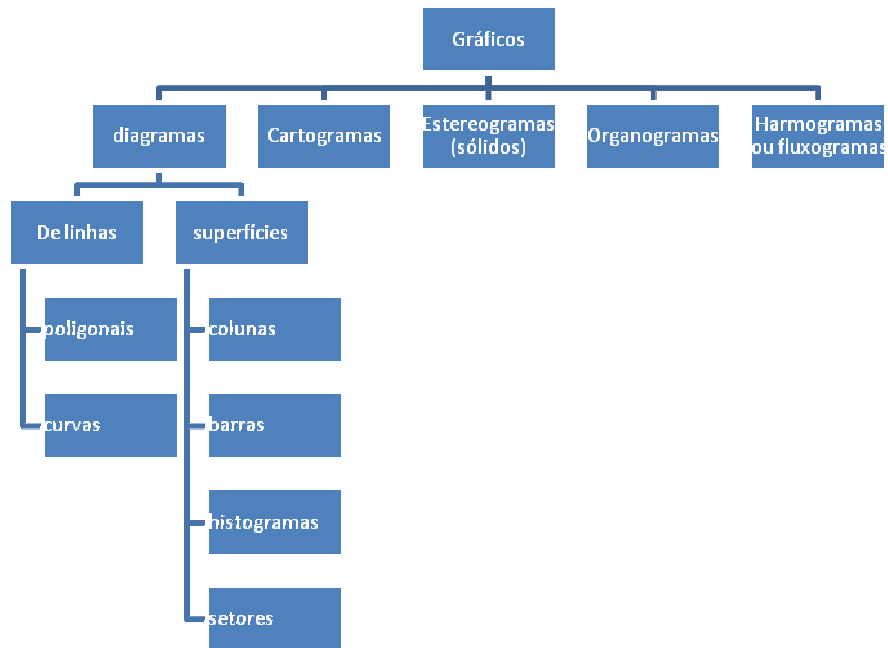 Gráficos
diagramas
Cartogramas
Estereogramas
(sólidos)
Organogramas
Harmogramas
ou fluxogramas
De linhas
superfícies
poligonais
colunas
curvas
barras
histogramas
setores